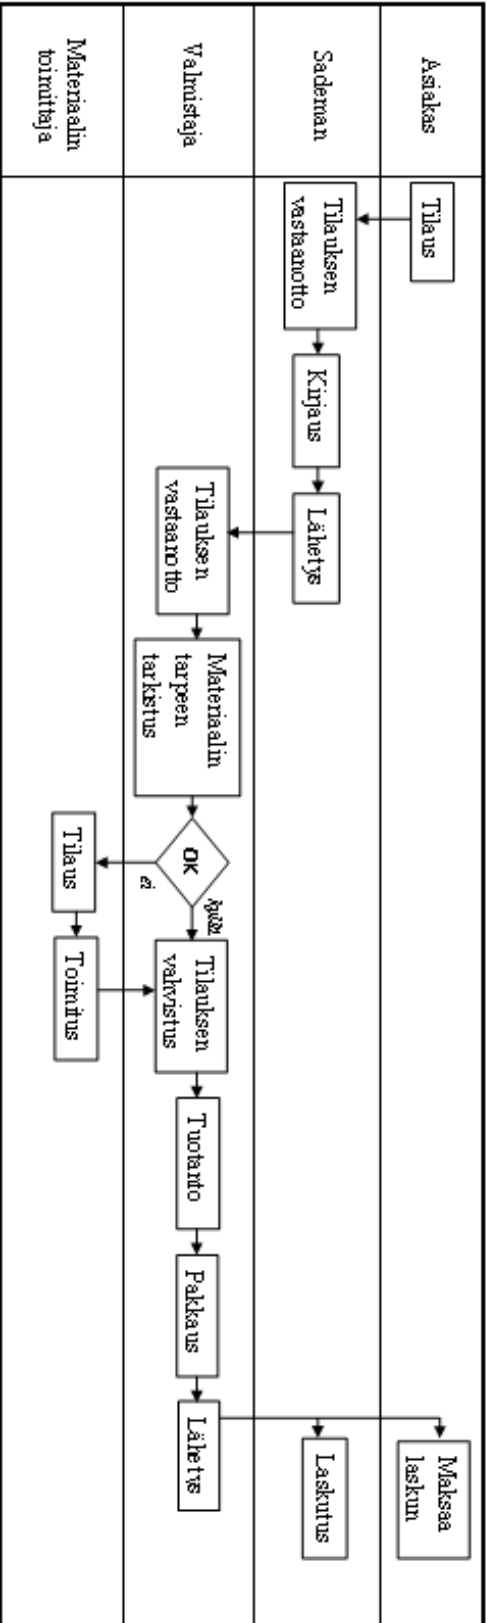 Asiakas
Tilaus
Maksaa
laskun
Sademan
Tilauksen
vastaanotto
Kirjaus
Lähetys
Laskutus
Valmistaja
Tilauksen
vastaanotto
Materiaalin
tarpeen
tarkistus
OK
kyllä
ei
Tilauksen
vahvistus
Tuotanto
Pakkaus
Lähetys
Materiaalin
toimittaja
Tilaus
Toimitus